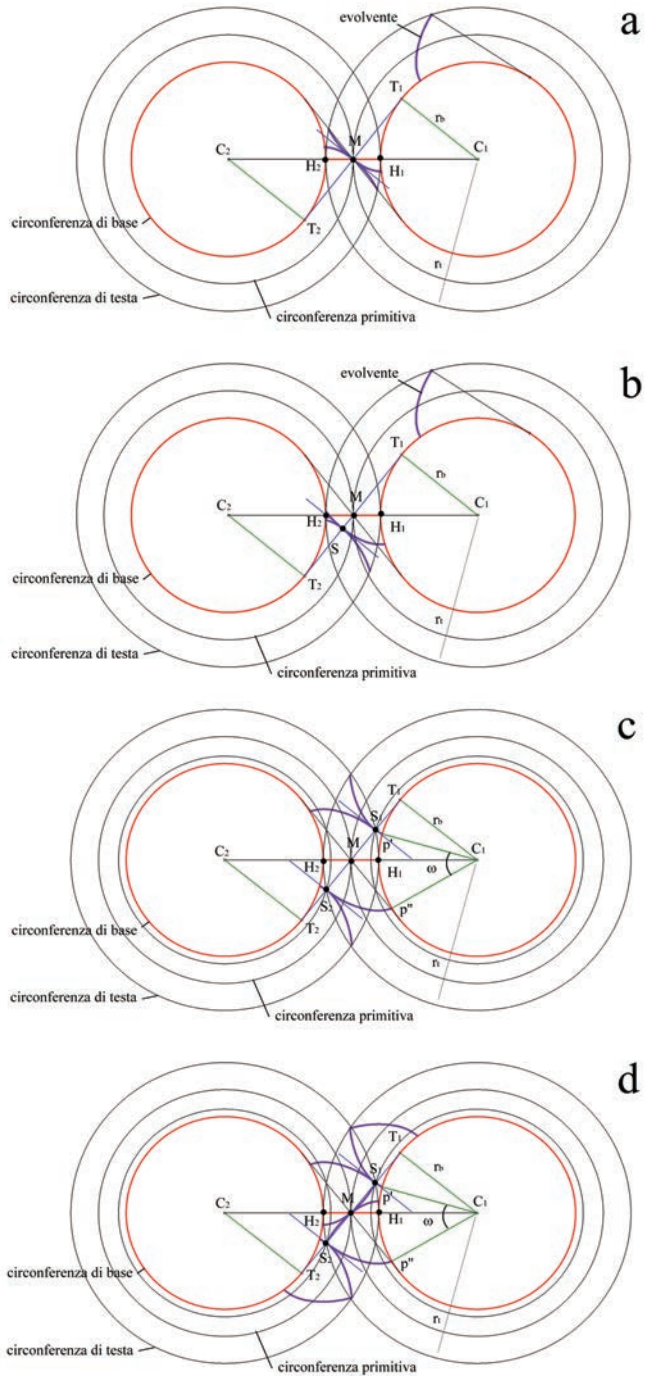 a
evolvente
T1
rb
C2
M
C1
H2
H1
circonferenza di base
T2
rt
circonferenza di testa
circonferenza primitiva
b
evolvente
T1
rb
C2
M
C1
H2
H1
S
circonferenza di base
T2
rt
circonferenza di testa
circonferenza primitiva
c
T1
rb
S1
C2
M
p'
C1
H2
H1
ω
S2
p"
circonferenza di base
T2
rt
circonferenza di testa
circonferenza primitiva
d
T1
rb
S1
C2
M
p'
C1
H2
H1
ω
S2
p"
circonferenza di base
T2
rt
circonferenza di testa
circonferenza primitiva